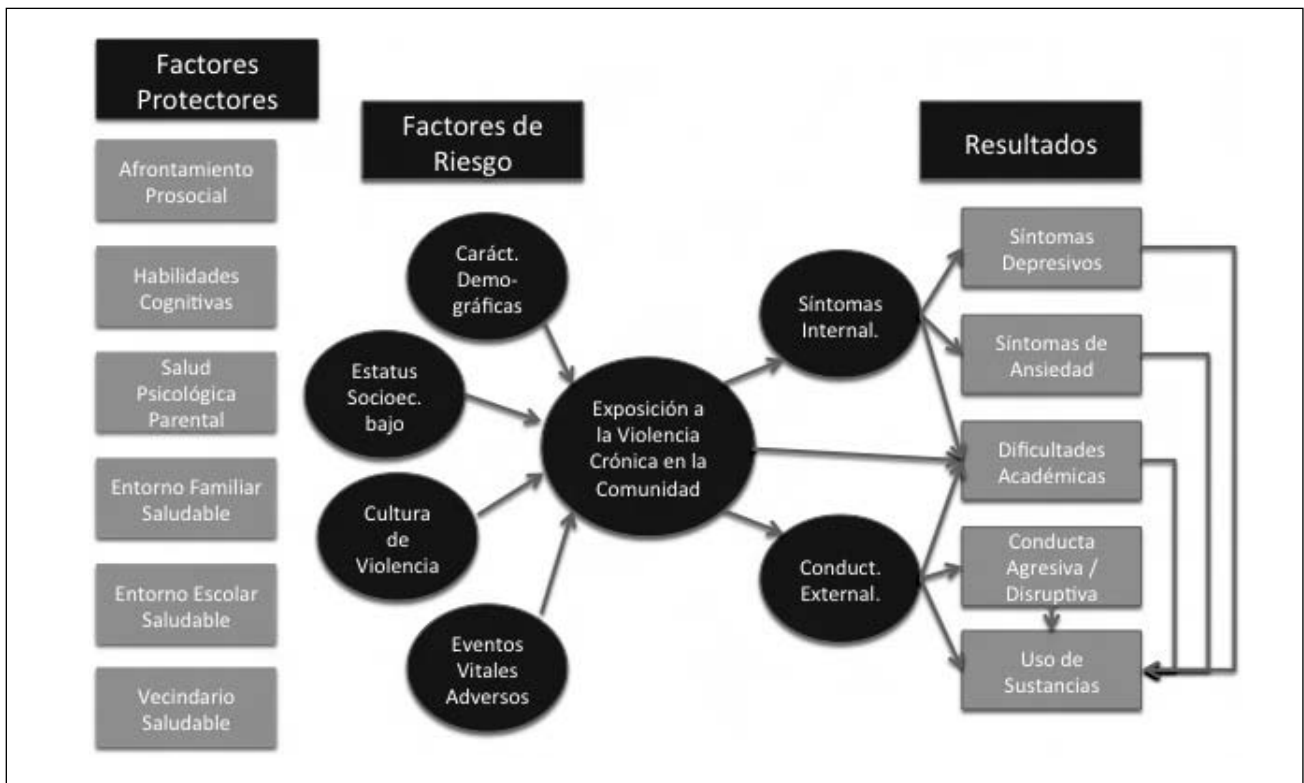 Factores
Protectores
Afrontamiento
Prosocial
Habilidades
Cognitivas
Salud
Psicológica
Parental
Entorno Familiar
Saludable
Entorno Escolar
Saludable
Vecindario
Saludable
Factores de
Riesgo
Caráct.
Demo-
gráficas
Estatus
Socioec.
bajo
Cultura
de
Violencia
Eventos
Vitales
Adversos
Exposición a
la Violencia
Crónica en la
Comunidad
Síntomas
Internal.
Conduct.
External.
Resultados
Síntomas
Depresivos
Síntomas de
Ansiedad
Dificultades
Académicas
Conducta
Agresiva /
Disruptiva
Uso de
Sustancias